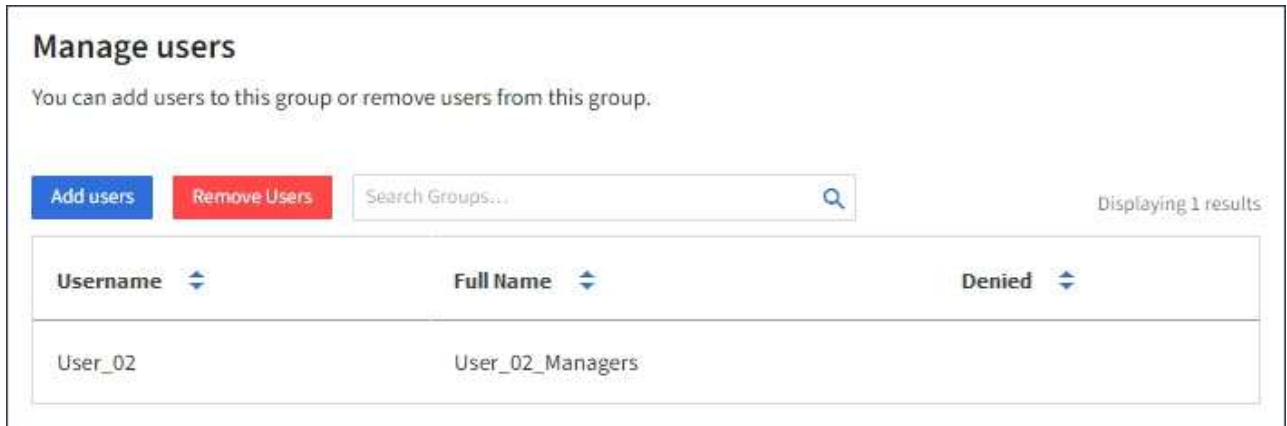 Manage users
You can add users to this group or remove users from this group.
Add users Remove Users Search Groups... Displaying 1 results
Username Full Name Denied
User_02 User_02_Managers